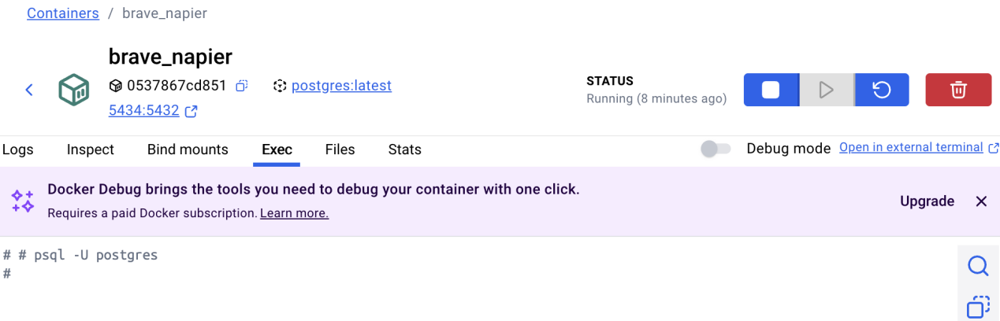 Containers / brave_napier
brave_napier
0537867cd851 postgres:latest
5434:5432
STATUS
Running (8 minutes ago)
Logs Inspect Bind mounts Exec Files Stats Debug mode Open in external terminal
Docker Debug brings the tools you need to debug your container with one click.
Requires a paid Docker subscription. Learn more.
Upgrade
# # psql -U postgres
#